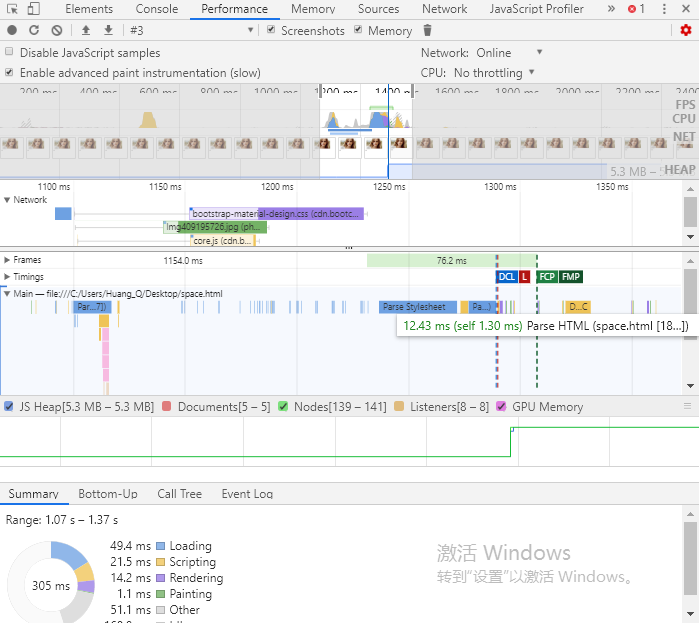 Elements Console Performance Memory Sources Network JavaScript Profiler » 1
#3 Screenshots Memory
Disable JavaScript samples Network: Online
Enable advanced paint instrumentation (slow) CPU: No throttling
200 ms 400 ms 600 ms 800 ms 1000 ms 1200 ms 1400 ms 1600 ms 1800 ms 2000 ms 2200 ms 2400
FPS
CPU
NET
5.3 MB – HEAP
1100 ms 1150 ms 1200 ms 1250 ms 1300 ms 1350 ms
Network
bootstrap-material-design.css (cdn.bootc...
img409195726.jpg (ph...
core.js (cdn.b...
Frames 1154.0 ms 76.2 ms
Timings DCL L FCP FMP
Main — file:///C:/Users/Huang_Q/Desktop/space.html
Par...7]) Parse Stylesheet Pa...) D...C
12.43 ms (self 1.30 ms) Parse HTML (space.html [18...])
JS Heap[5.3 MB – 5.3 MB] Documents[5 – 5] Nodes[139 – 141] Listeners[8 – 8] GPU Memory
Summary Bottom-Up Call Tree Event Log
Range: 1.07 s – 1.37 s
305 ms
49.4 ms Loading
21.5 ms Scripting
14.2 ms Rendering
1.1 ms Painting
51.1 ms Other
激活 Windows
转到"设置"以激活 Windows。